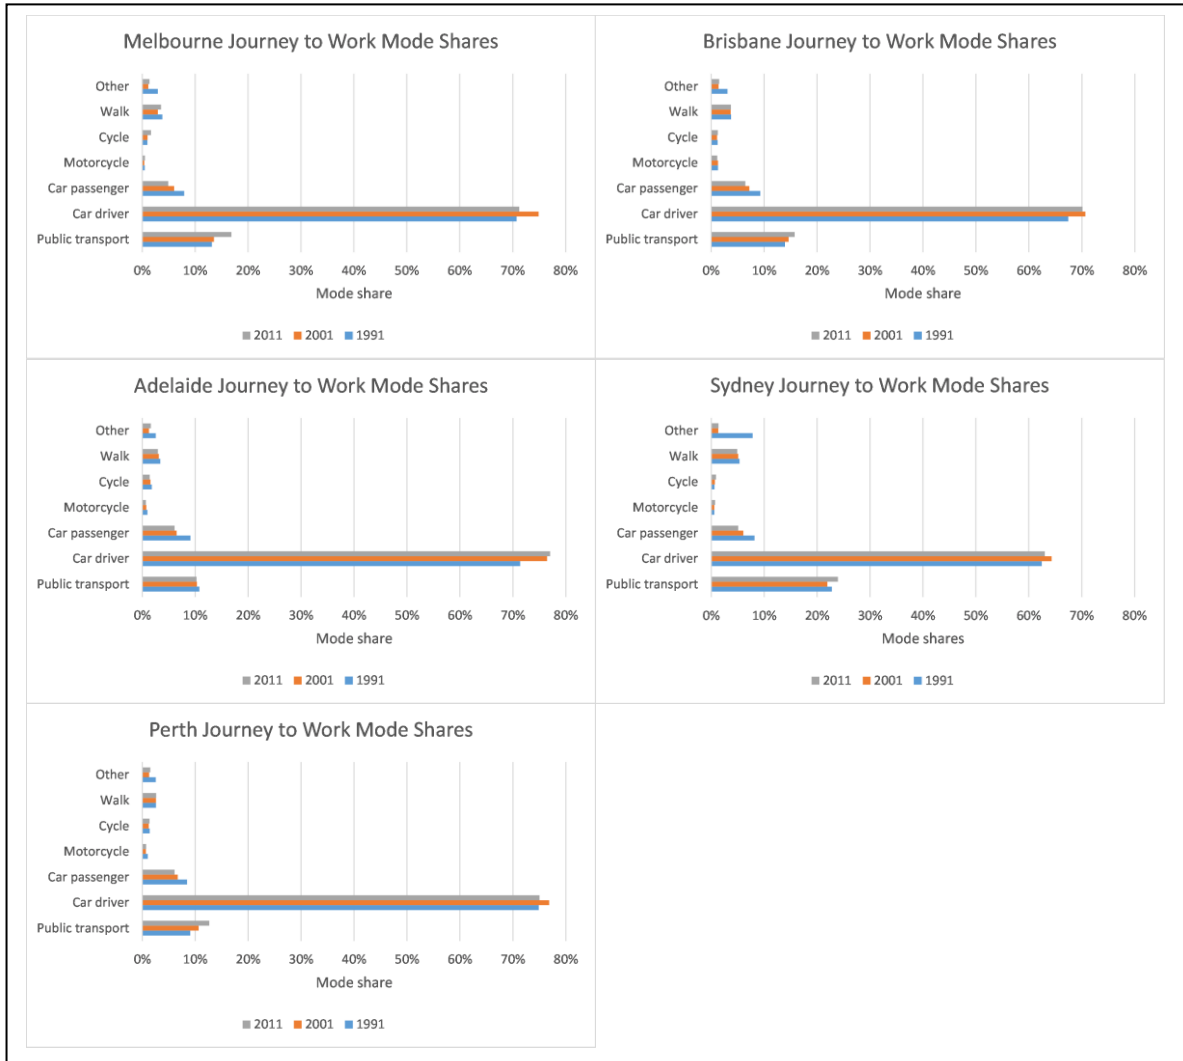 Melbourne Journey to Work Mode Shares
Other
Walk
Cycle
Motorcycle
Car passenger
Car driver
Public transport
0% 10% 20% 30% 40% 50% 60% 70% 80%
Mode share
2011 2001 1991
Brisbane Journey to Work Mode Shares
Other
Walk
Cycle
Motorcycle
Car passenger
Car driver
Public transport
0% 10% 20% 30% 40% 50% 60% 70% 80%
Mode share
2011 2001 1991
Adelaide Journey to Work Mode Shares
Other
Walk
Cycle
Motorcycle
Car passenger
Car driver
Public transport
0% 10% 20% 30% 40% 50% 60% 70% 80%
Mode share
2011 2001 1991
Sydney Journey to Work Mode Shares
Other
Walk
Cycle
Motorcycle
Car passenger
Car driver
Public transport
0% 10% 20% 30% 40% 50% 60% 70% 80%
Mode shares
2011 2001 1991
Perth Journey to Work Mode Shares
Other
Walk
Cycle
Motorcycle
Car passenger
Car driver
Public transport
0% 10% 20% 30% 40% 50% 60% 70% 80%
Mode share
2011 2001 1991